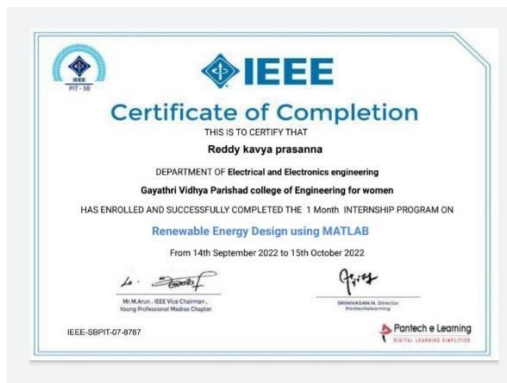 IEEE
PIT - SB
IEEE
Certificate of Completion
THIS IS TO CERTIFY THAT
Reddy kavya prasanna
DEPARTMENT OF Electrical and Electronics engineering
Gayathri Vidhya Parishad college of Engineering for women
HAS ENROLLED AND SUCCESSFULLY COMPLETED THE 1 Month INTERNSHIP PROGRAM ON
Renewable Energy Design using MATLAB
From 14th September 2022 to 15th October 2022
Mr.M.Arun , IEEE Vice Chairman ,
Young Professional Madras Chapter
SRINIVASAN.N, Director
Pantechelearning
IEEE-SBPIT-07-8787
Pantech e Learning
DIGITAL LEARNING SIMPLIFIED